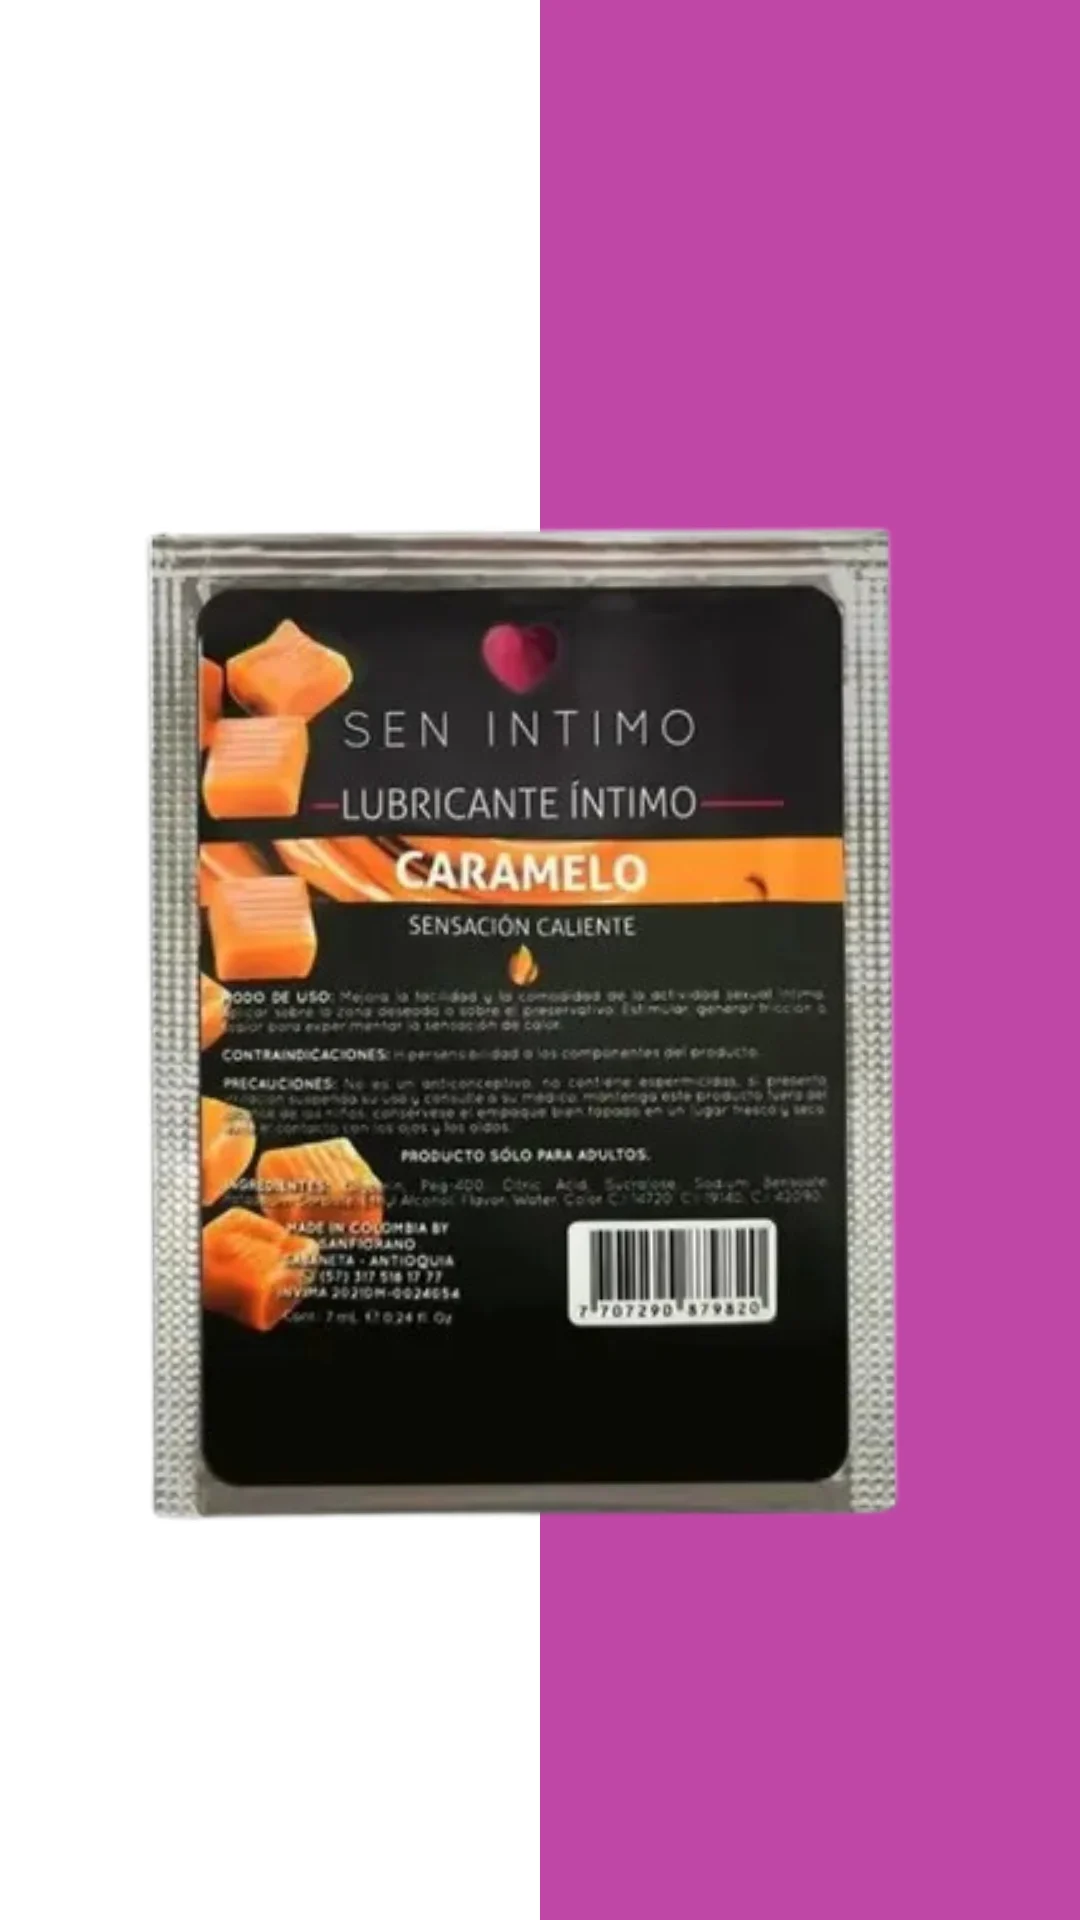 SEN INTIMO
LUBRICANTE ÍNTIMO
CARAMELO
SENSACIÓN CALIENTE
MODO DE USO: Mejora la facilidad y la comodidad de la actividad sexual íntima.
Aplicar sobre la zona deseada o sobre el preservativo. Estimular, generar fricción o
soplar para experimentar la sensación de calor.
CONTRAINDICACIONES: Hipersensibilidad a los componentes del producto.
PRECAUCIONES: No es un anticonceptivo, no contiene espermicidas, si presenta
irritación suspenda su uso y consulte a su médico, mantenga este producto fuera del
de los niños, consérvese el empaque bien tapado en un lugar fresco y seco,
el contacto con los ojos y los oídos.
PRODUCTO SÓLO PARA ADULTOS.
INGREDIENTES: Peg-400, Citric Acid, Sucralose, Sodium Benzoate,
Alcohol, Flavor, Water, Color C.I 14720, C.I 19140, C.I 42090.
MADE IN COLOMBIA BY
SANFIORANO
SABANETA - ANTIOQUIA
(57) 317 518 17 77
INVIMA 2021DM-0024054
Cont: 7 mL 0.24 fl. Oz
7 707290 879820